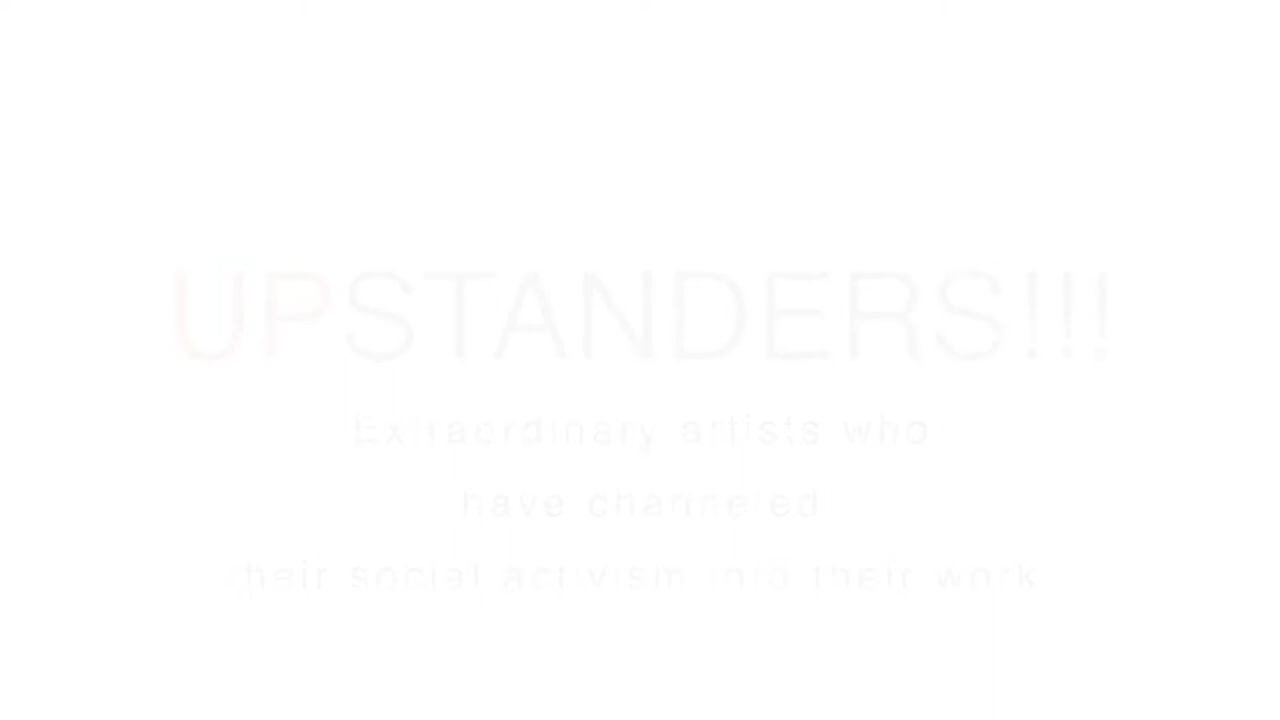 UPSTANDERS!!!
Extraordinary artists who
have channeled
their social activism into their work